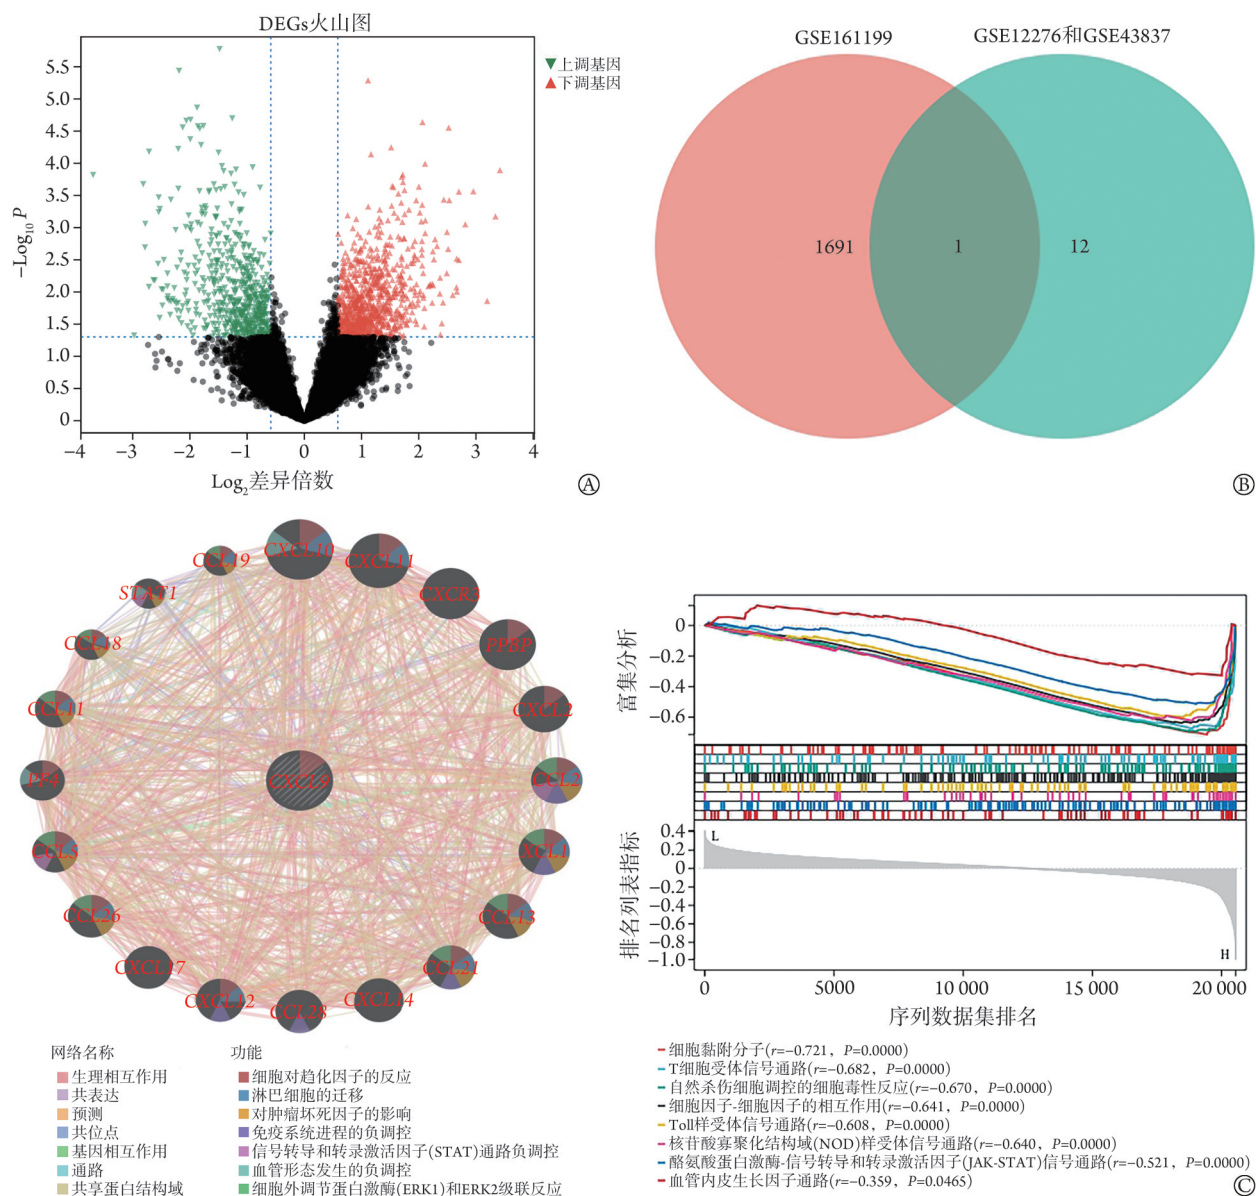 DEGs火山图
▼上调基因
▲下调基因
−Log10 P
5.5
5.0
4.5
4.0
3.5
3.0
2.5
2.0
1.5
1.0
0.5
0
−4 −3 −2 −1 0 1 2 3 4
Log2差异倍数
Ⓐ
GSE161199
GSE12276和GSE43837
1691 1 12
Ⓑ
CXCL10
CXCL11
CCL19
CXCR3
STAT1
PPBP
CCL18
CXCL2
CCL11
CXCL9
CCL2
PF4
CCL5
XCL1
CCL26
CCL13
CXCL17
CCL21
CXCL12
CCL28
CXCL14
网络名称
生理相互作用
共表达
预测
共位点
基因相互作用
通路
共享蛋白结构域
功能
细胞对趋化因子的反应
淋巴细胞的迁移
对肿瘤坏死因子的影响
免疫系统进程的负调控
信号转导和转录激活因子(STAT)通路负调控
血管形态发生的负调控
细胞外调节蛋白激酶(ERK1)和ERK2级联反应
富集分析
0
−0.2
−0.4
−0.6
排名列表指标
0.4
0.2
0
−0.2
−0.4
−0.6
−0.8
−1.0
L
H
0 5000 10 000 15 000 20 000
序列数据集排名
细胞黏附分子(r=−0.721，P=0.0000)
T细胞受体信号通路(r=−0.682，P=0.0000)
自然杀伤细胞调控的细胞毒性反应(r=−0.670，P=0.0000)
细胞因子-细胞因子的相互作用(r=−0.641，P=0.0000)
Toll样受体信号通路(r=−0.608，P=0.0000)
核苷酸寡聚化结构域(NOD)样受体信号通路(r=−0.640，P=0.0000)
酪氨酸蛋白激酶-信号转导和转录激活因子(JAK-STAT)信号通路(r=−0.521，P=0.0000)
血管内皮生长因子通路(r=−0.359，P=0.0465)
Ⓒ